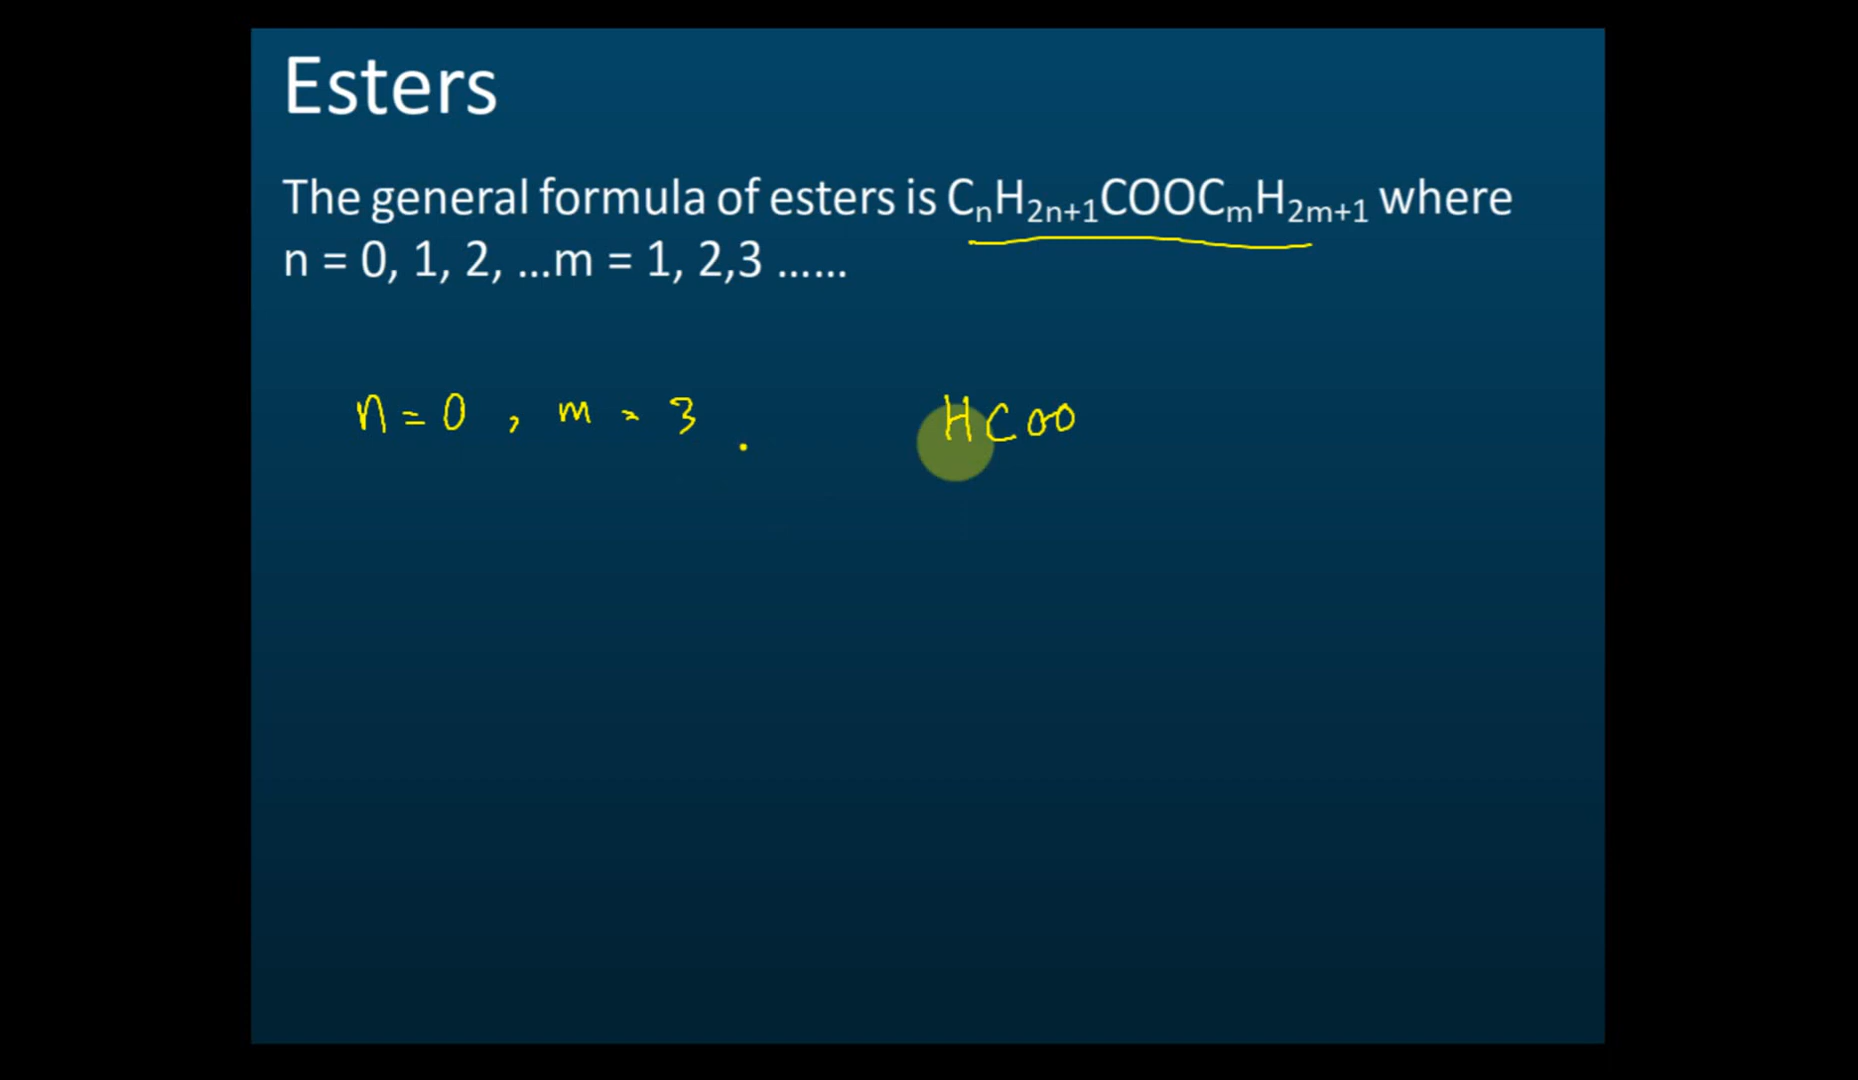 Esters
The general formula of esters is CₙH₂ₙ₊₁COOCₘH₂ₘ₊₁ where
n = 0, 1, 2, ...m = 1, 2,3 ......
n = 0 , m = 3 . HCOO